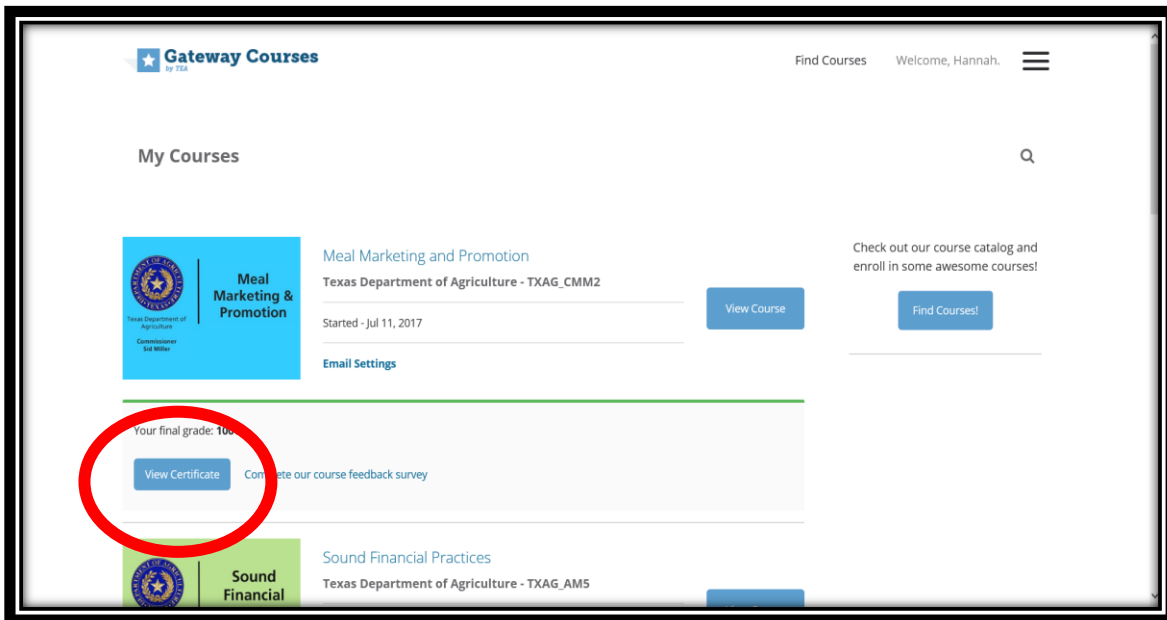 Gateway Courses
by TEA
Find Courses
Welcome, Hannah.
My Courses
Meal
Marketing &
Promotion
Texas Department of
Agriculture
Commissioner
Sid Miller
Meal Marketing and Promotion
Texas Department of Agriculture - TXAG_CMM2
Started - Jul 11, 2017
Email Settings
View Course
Check out our course catalog and
enroll in some awesome courses!
Find Courses!
Your final grade: 100
View Certificate
Complete our course feedback survey
Sound
Financial
Sound Financial Practices
Texas Department of Agriculture - TXAG_AM5